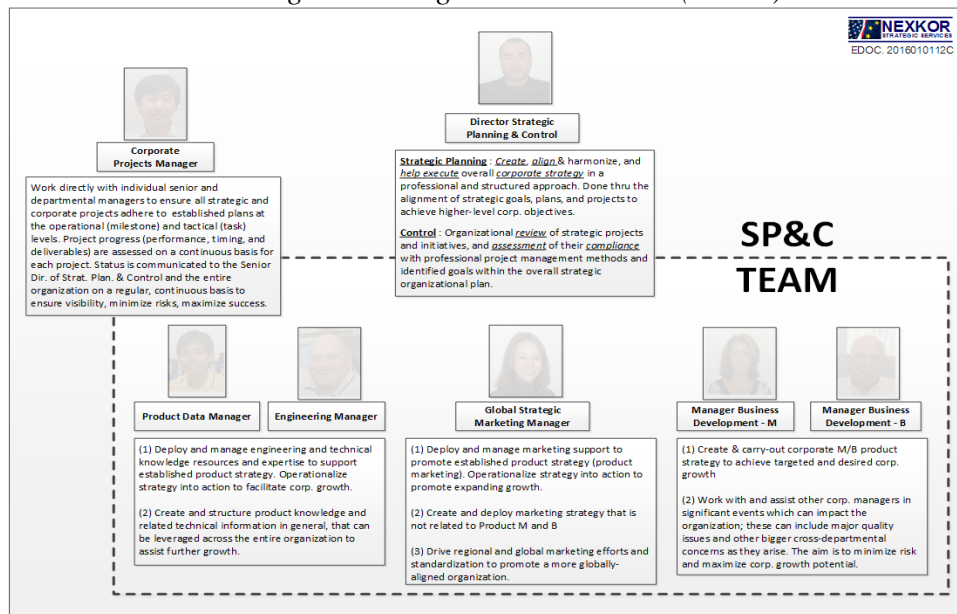 NEXKOR
STRATEGIC SERVICES
EDOC. 2016010112C
Director Strategic
Planning & Control
Corporate
Projects Manager
Strategic Planning : Create, align & harmonize, and
help execute overall corporate strategy in a
professional and structured approach. Done thru the
alignment of strategic goals, plans, and projects to
achieve higher-level corp. objectives.
Control : Organizational review of strategic projects
and initiatives, and assessment of their compliance
with professional project management methods and
identified goals within the overall strategic
organizational plan.
Work directly with individual senior and
departmental managers to ensure all strategic and
corporate projects adhere to established plans at
the operational (milestone) and tactical (task)
levels. Project progress (performance, timing, and
deliverables) are assessed on a continuous basis for
each project. Status is communicated to the Senior
Dir. of Strat. Plan. & Control and the entire
organization on a regular, continuous basis to
ensure visibility, minimize risks, maximize success.
SP&C
TEAM
Product Data Manager
Engineering Manager
Global Strategic
Marketing Manager
Manager Business
Development - M
Manager Business
Development - B
(1) Deploy and manage engineering and technical
knowledge resources and expertise to support
established product strategy. Operationalize
strategy into action to facilitate corp. growth.
(2) Create and structure product knowledge and
related technical information in general, that can
be leveraged across the entire organization to
assist further growth.
(1) Deploy and manage marketing support to
promote established product strategy (product
marketing). Operationalize strategy into action to
promote expanding growth.
(2) Create and deploy marketing strategy that is
not related to Product M and B
(3) Drive regional and global marketing efforts and
standardization to promote a more globally-
aligned organization.
(1) Create & carry-out corporate M/B product
strategy to achieve targeted and desired corp.
growth
(2) Work with and assist other corp. managers in
significant events which can impact the
organization; these can include major quality
issues and other bigger cross-departmental
concerns as they arise. The aim is to minimize risk
and maximize corp. growth potential.